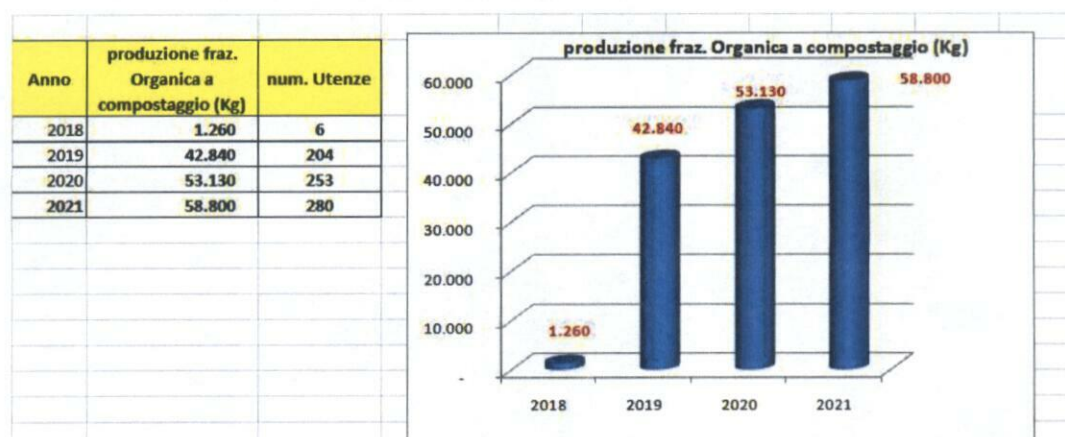 Anno produzione fraz. Organica a compostaggio (Kg) num. Utenze
2018 1.260 6
2019 42.840 204
2020 53.130 253
2021 58.800 280
produzione fraz. Organica a compostaggio (Kg)
60.000
50.000
40.000
30.000
20.000
10.000
-
1.260
42.840
53.130
58.800
2018 2019 2020 2021